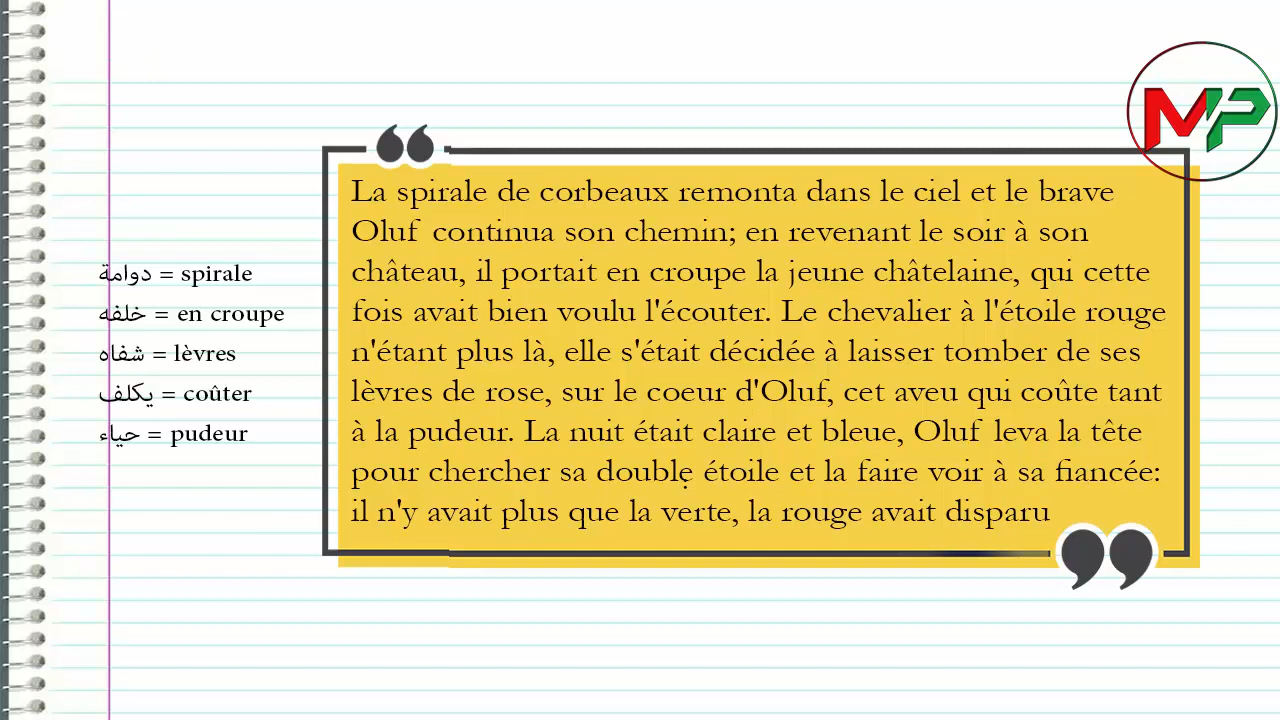 MP
La spirale de corbeaux remonta dans le ciel et le brave
Oluf continua son chemin; en revenant le soir à son
château, il portait en croupe la jeune châtelaine, qui cette
fois avait bien voulu l'écouter. Le chevalier à l'étoile rouge
n'étant plus là, elle s'était décidée à laisser tomber de ses
lèvres de rose, sur le coeur d'Oluf, cet aveu qui coûte tant
à la pudeur. La nuit était claire et bleue, Oluf leva la tête
pour chercher sa double étoile et la faire voir à sa fiancée:
il n'y avait plus que la verte, la rouge avait disparu
دوامة = spirale
خلفه = en croupe
شفاه = lèvres
يكلف = coûter
حياء = pudeur